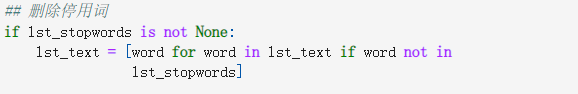 ## 删除停用词
if lst_stopwords is not None:
    lst_text = [word for word in lst_text if word not in
                lst_stopwords]